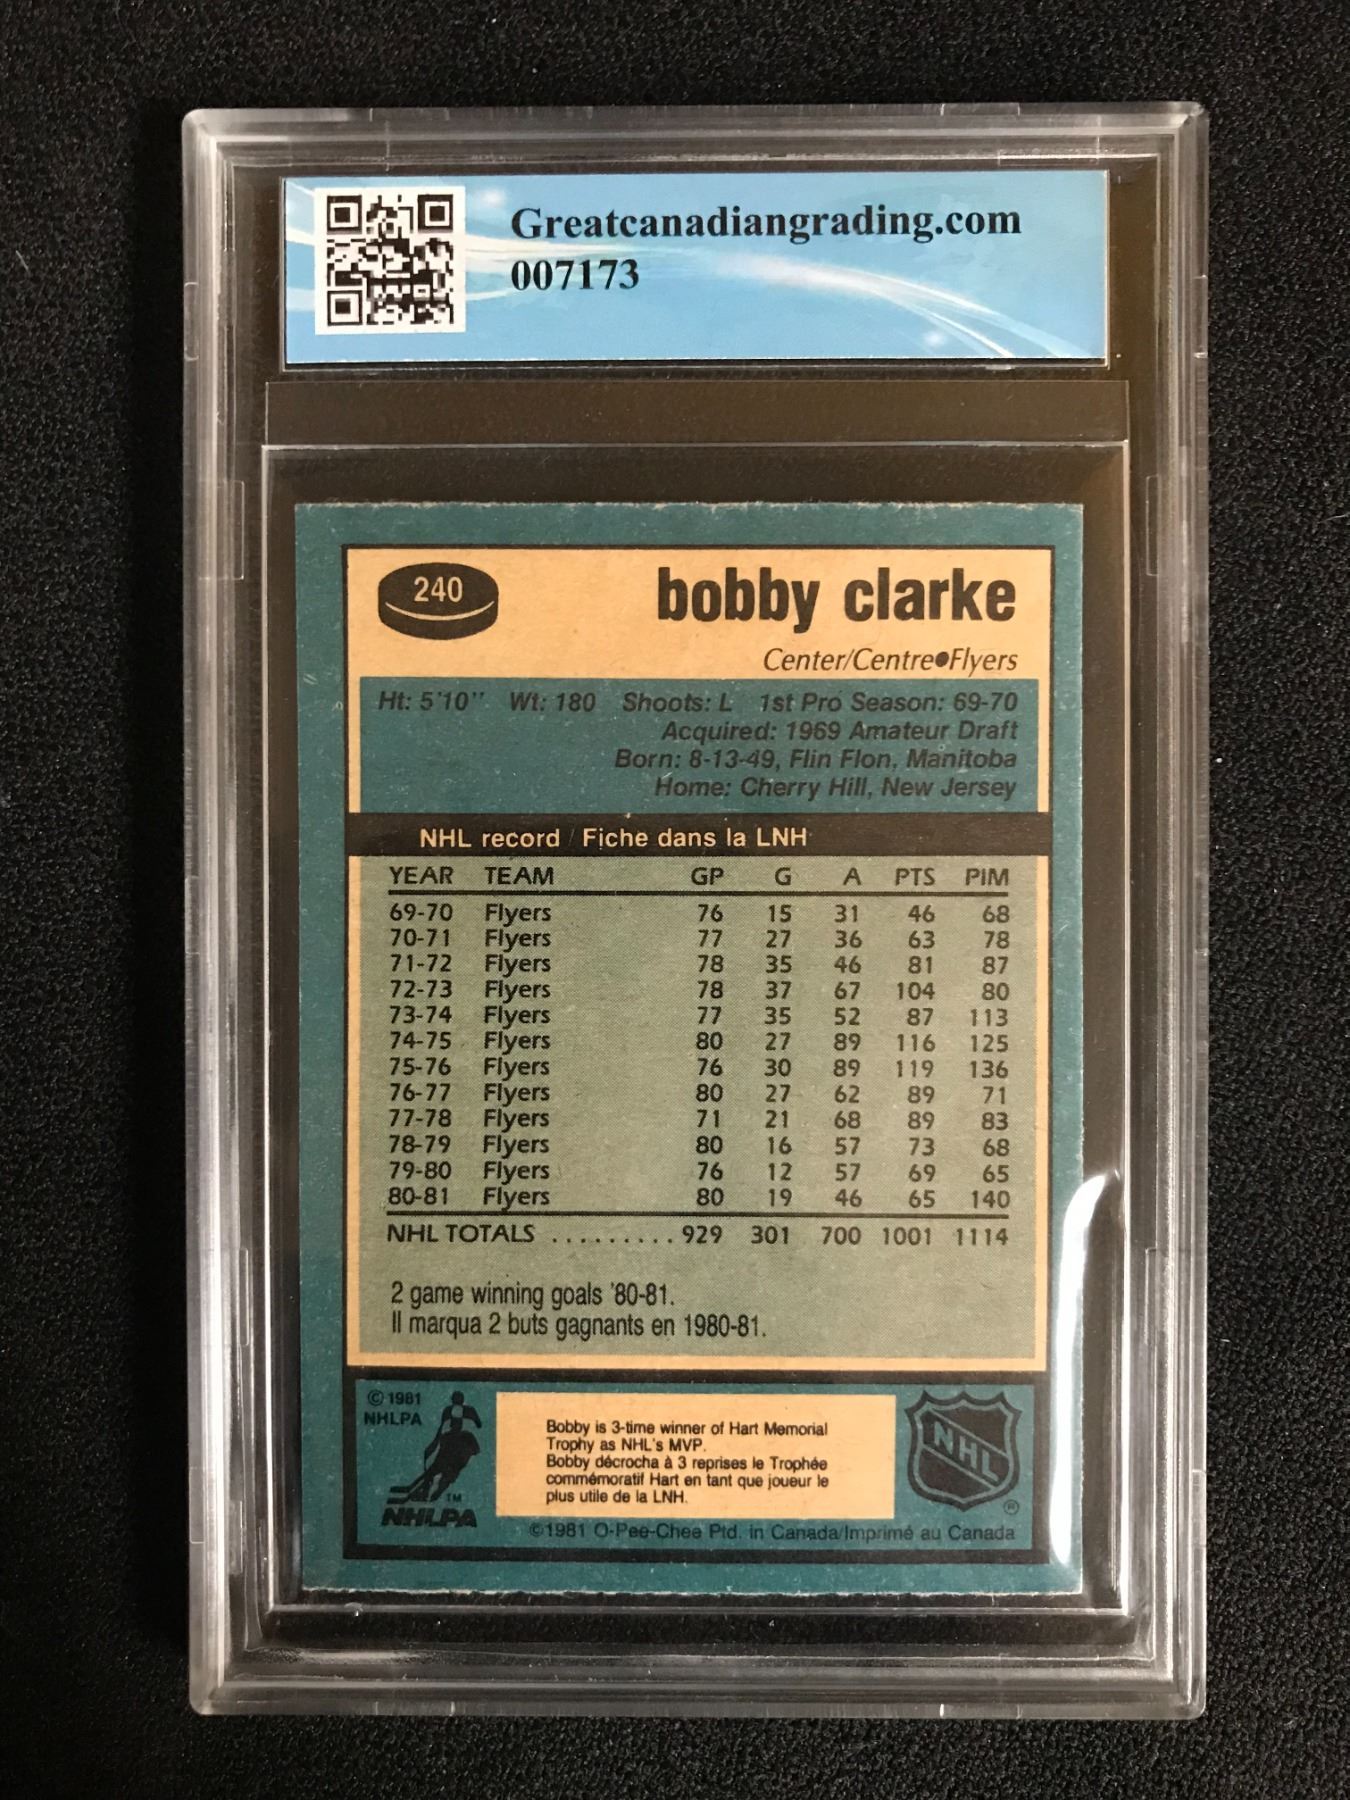 Greatcanadiangrading.com
007173
240
bobby clarke
Center/Centre●Flyers
Ht: 5'10" Wt: 180 Shoots: L 1st Pro Season: 69-70
Acquired: 1969 Amateur Draft
Born: 8-13-49, Flin Flon, Manitoba
Home: Cherry Hill, New Jersey
NHL record / Fiche dans la LNH
YEAR TEAM GP G A PTS PIM
69-70 Flyers 76 15 31 46 68
70-71 Flyers 77 27 36 63 78
71-72 Flyers 78 35 46 81 87
72-73 Flyers 78 37 67 104 80
73-74 Flyers 77 35 52 87 113
74-75 Flyers 80 27 89 116 125
75-76 Flyers 76 30 89 119 136
76-77 Flyers 80 27 62 89 71
77-78 Flyers 71 21 68 89 83
78-79 Flyers 80 16 57 73 68
79-80 Flyers 76 12 57 69 65
80-81 Flyers 80 19 46 65 140
NHL TOTALS ......... 929 301 700 1001 1114
2 game winning goals '80-81.
Il marqua 2 buts gagnants en 1980-81.
© 1981
NHLPA
TM
NHLPA
Bobby is 3-time winner of Hart Memorial
Trophy as NHL's MVP.
Bobby décrocha à 3 reprises le Trophée
commémoratif Hart en tant que joueur le
plus utile de la LNH.
NHL
®
©1981 O-Pee-Chee Ptd. in Canada/Imprimé au Canada